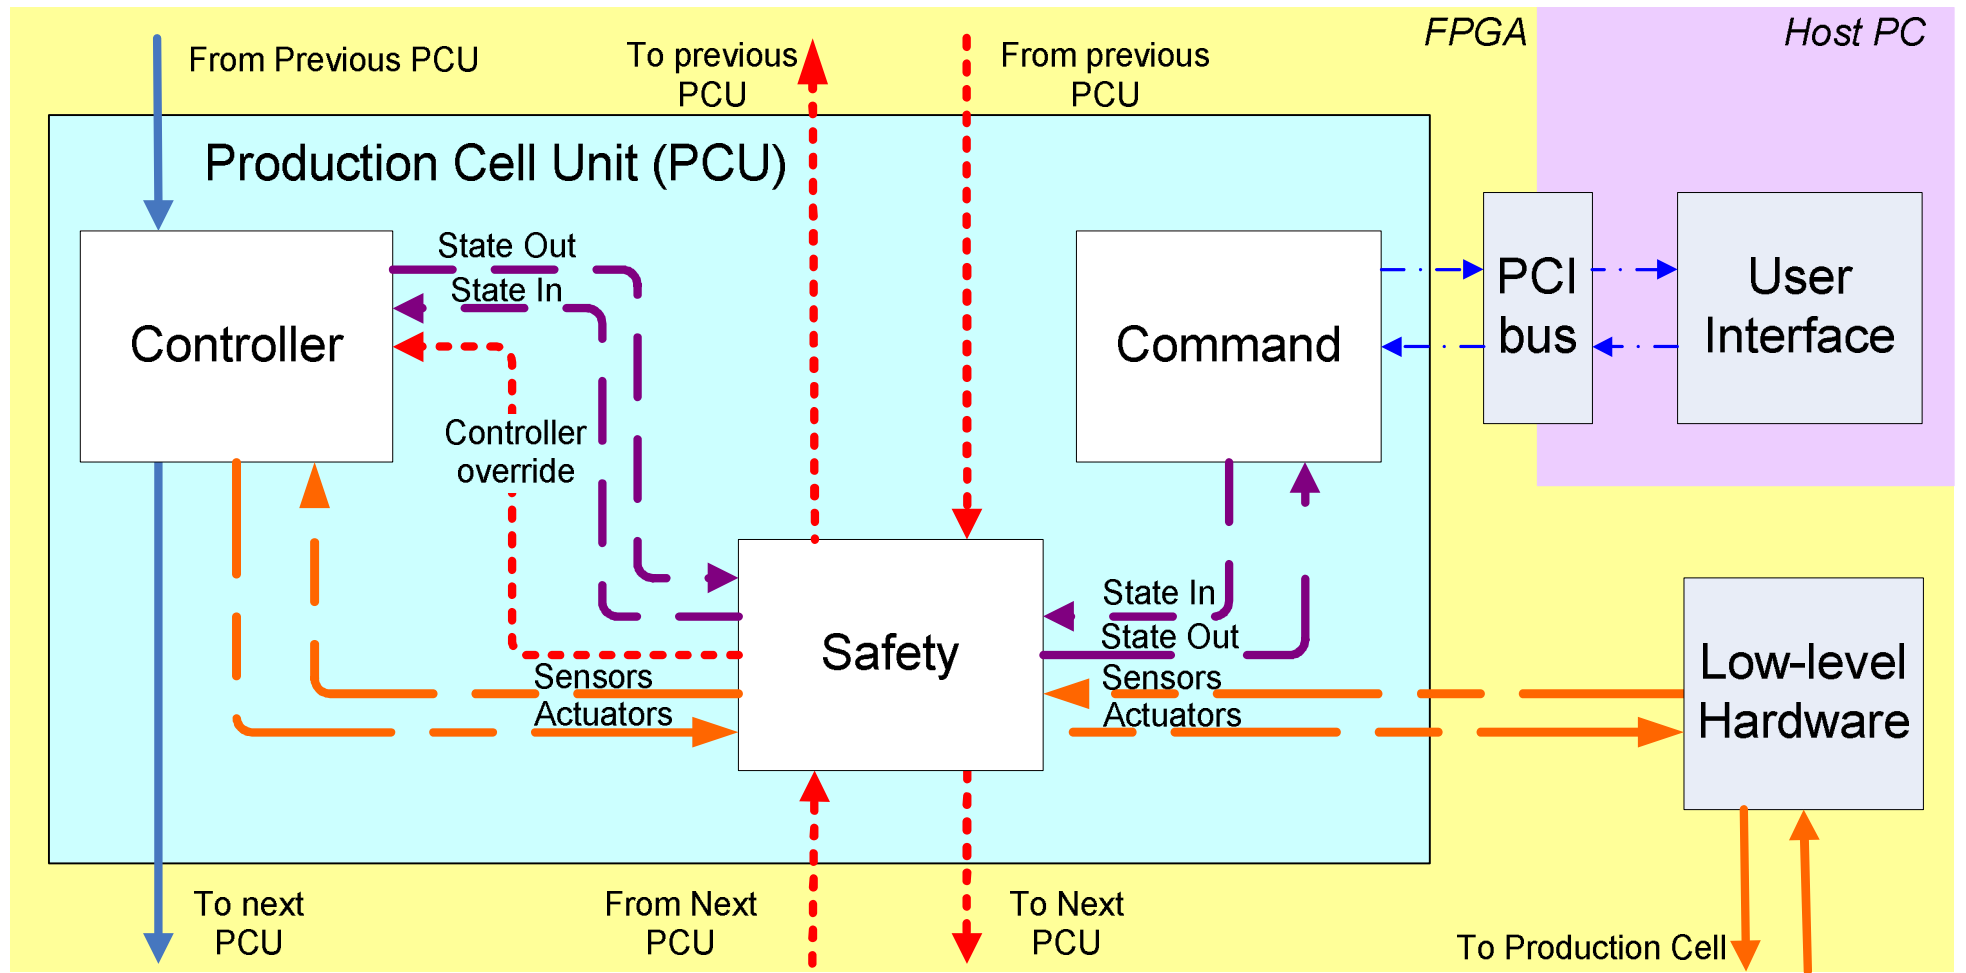 FPGA
Host PC
From Previous PCU
To previous
PCU
From previous
PCU
Production Cell Unit (PCU)
State Out
State In
Controller
Controller
override
Command
PCI
bus
User
Interface
State In
State Out
Safety
Sensors
Actuators
Sensors
Actuators
Low-level
Hardware
To next
PCU
From Next
PCU
To Next
PCU
To Production Cell